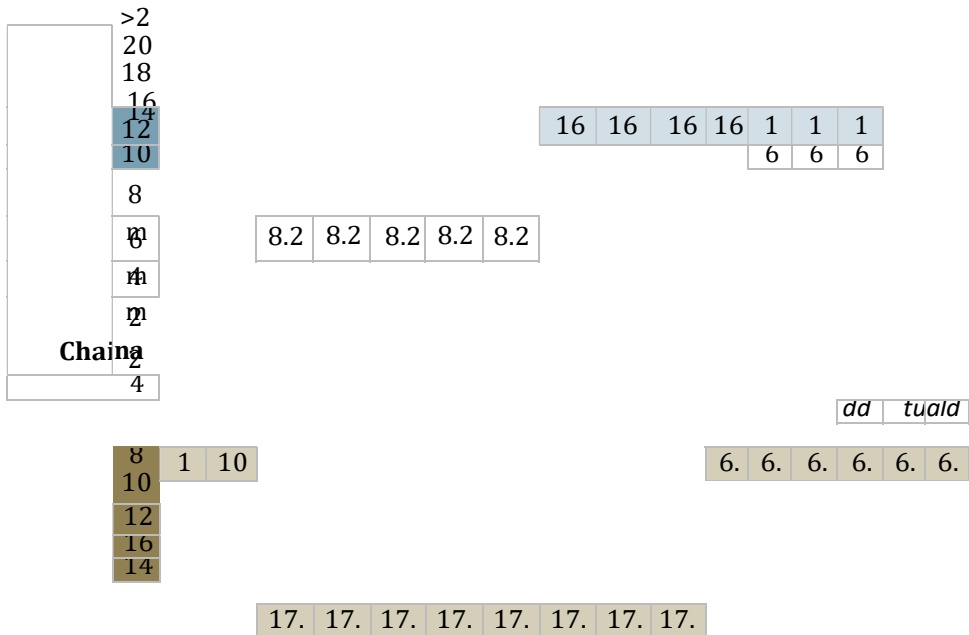 >2
20
18
16
14
12 16 16 16 16 1 1 1
10 6 6 6
8
m
6 8.2 8.2 8.2 8.2 8.2
m
4
m
2
Chaina
2
4
dd tuald
8 1 10 6. 6. 6. 6. 6. 6.
10
12
16
14
17. 17. 17. 17. 17. 17. 17. 17.